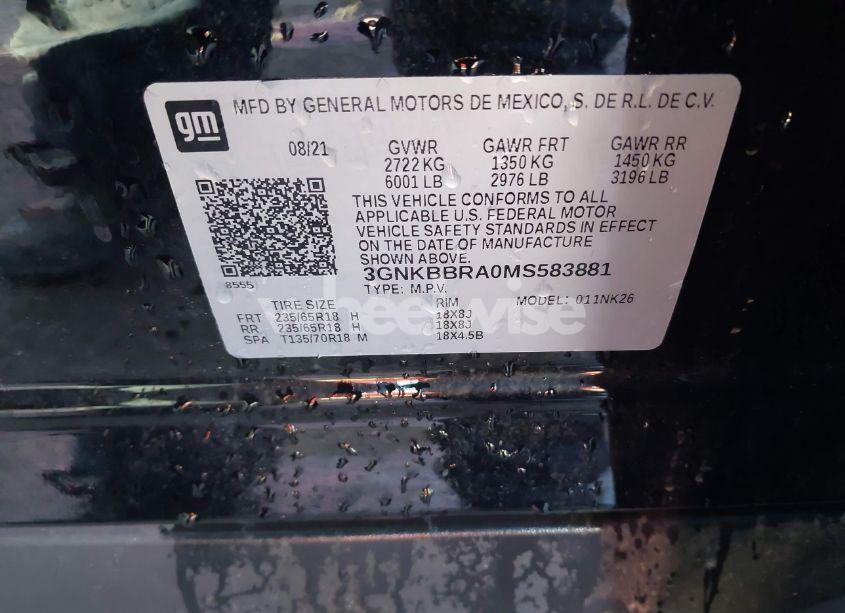 gm
MFD BY GENERAL MOTORS DE MEXICO, S. DE R.L. DE C.V.
08/21 GVWR GAWR FRT GAWR RR
2722 KG 1350 KG 1450 KG
6001 LB 2976 LB 3196 LB
THIS VEHICLE CONFORMS TO ALL
APPLICABLE U.S. FEDERAL MOTOR
VEHICLE SAFETY STANDARDS IN EFFECT
ON THE DATE OF MANUFACTURE
SHOWN ABOVE.
3GNKBBRA0MS583881
8555
TYPE: M.P.V. MODEL: 011NK26
TIRE SIZE RIM
FRT 235/65R18 H 18X8J
RR 235/65R18 H 18X8J
SPA T135/70R18 M 18X4.5B
wheelwise